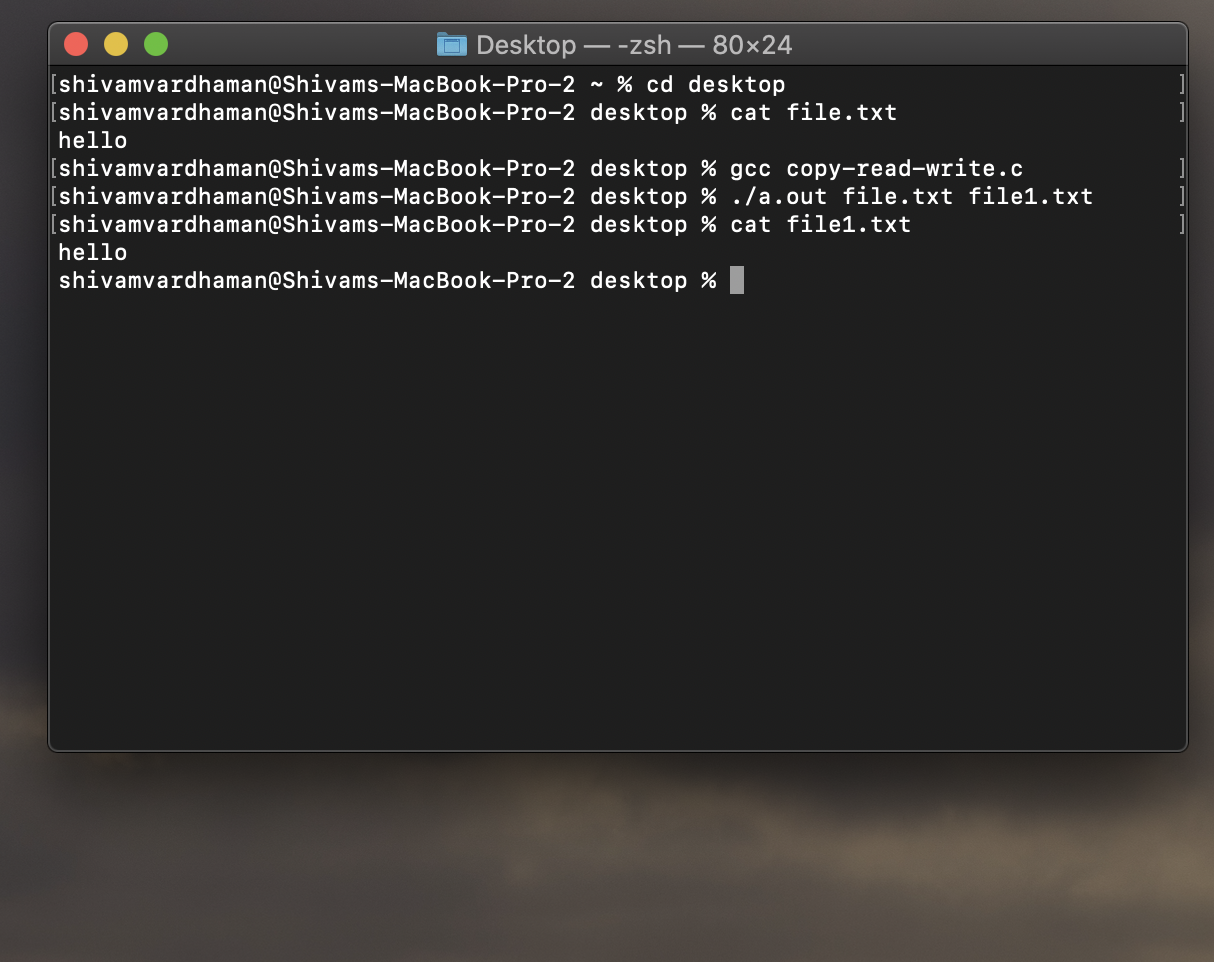 Desktop — -zsh — 80×24
[shivamvardhaman@Shivams-MacBook-Pro-2 ~ % cd desktop ]
[shivamvardhaman@Shivams-MacBook-Pro-2 desktop % cat file.txt ]
hello
[shivamvardhaman@Shivams-MacBook-Pro-2 desktop % gcc copy-read-write.c ]
[shivamvardhaman@Shivams-MacBook-Pro-2 desktop % ./a.out file.txt file1.txt ]
[shivamvardhaman@Shivams-MacBook-Pro-2 desktop % cat file1.txt ]
hello
shivamvardhaman@Shivams-MacBook-Pro-2 desktop %